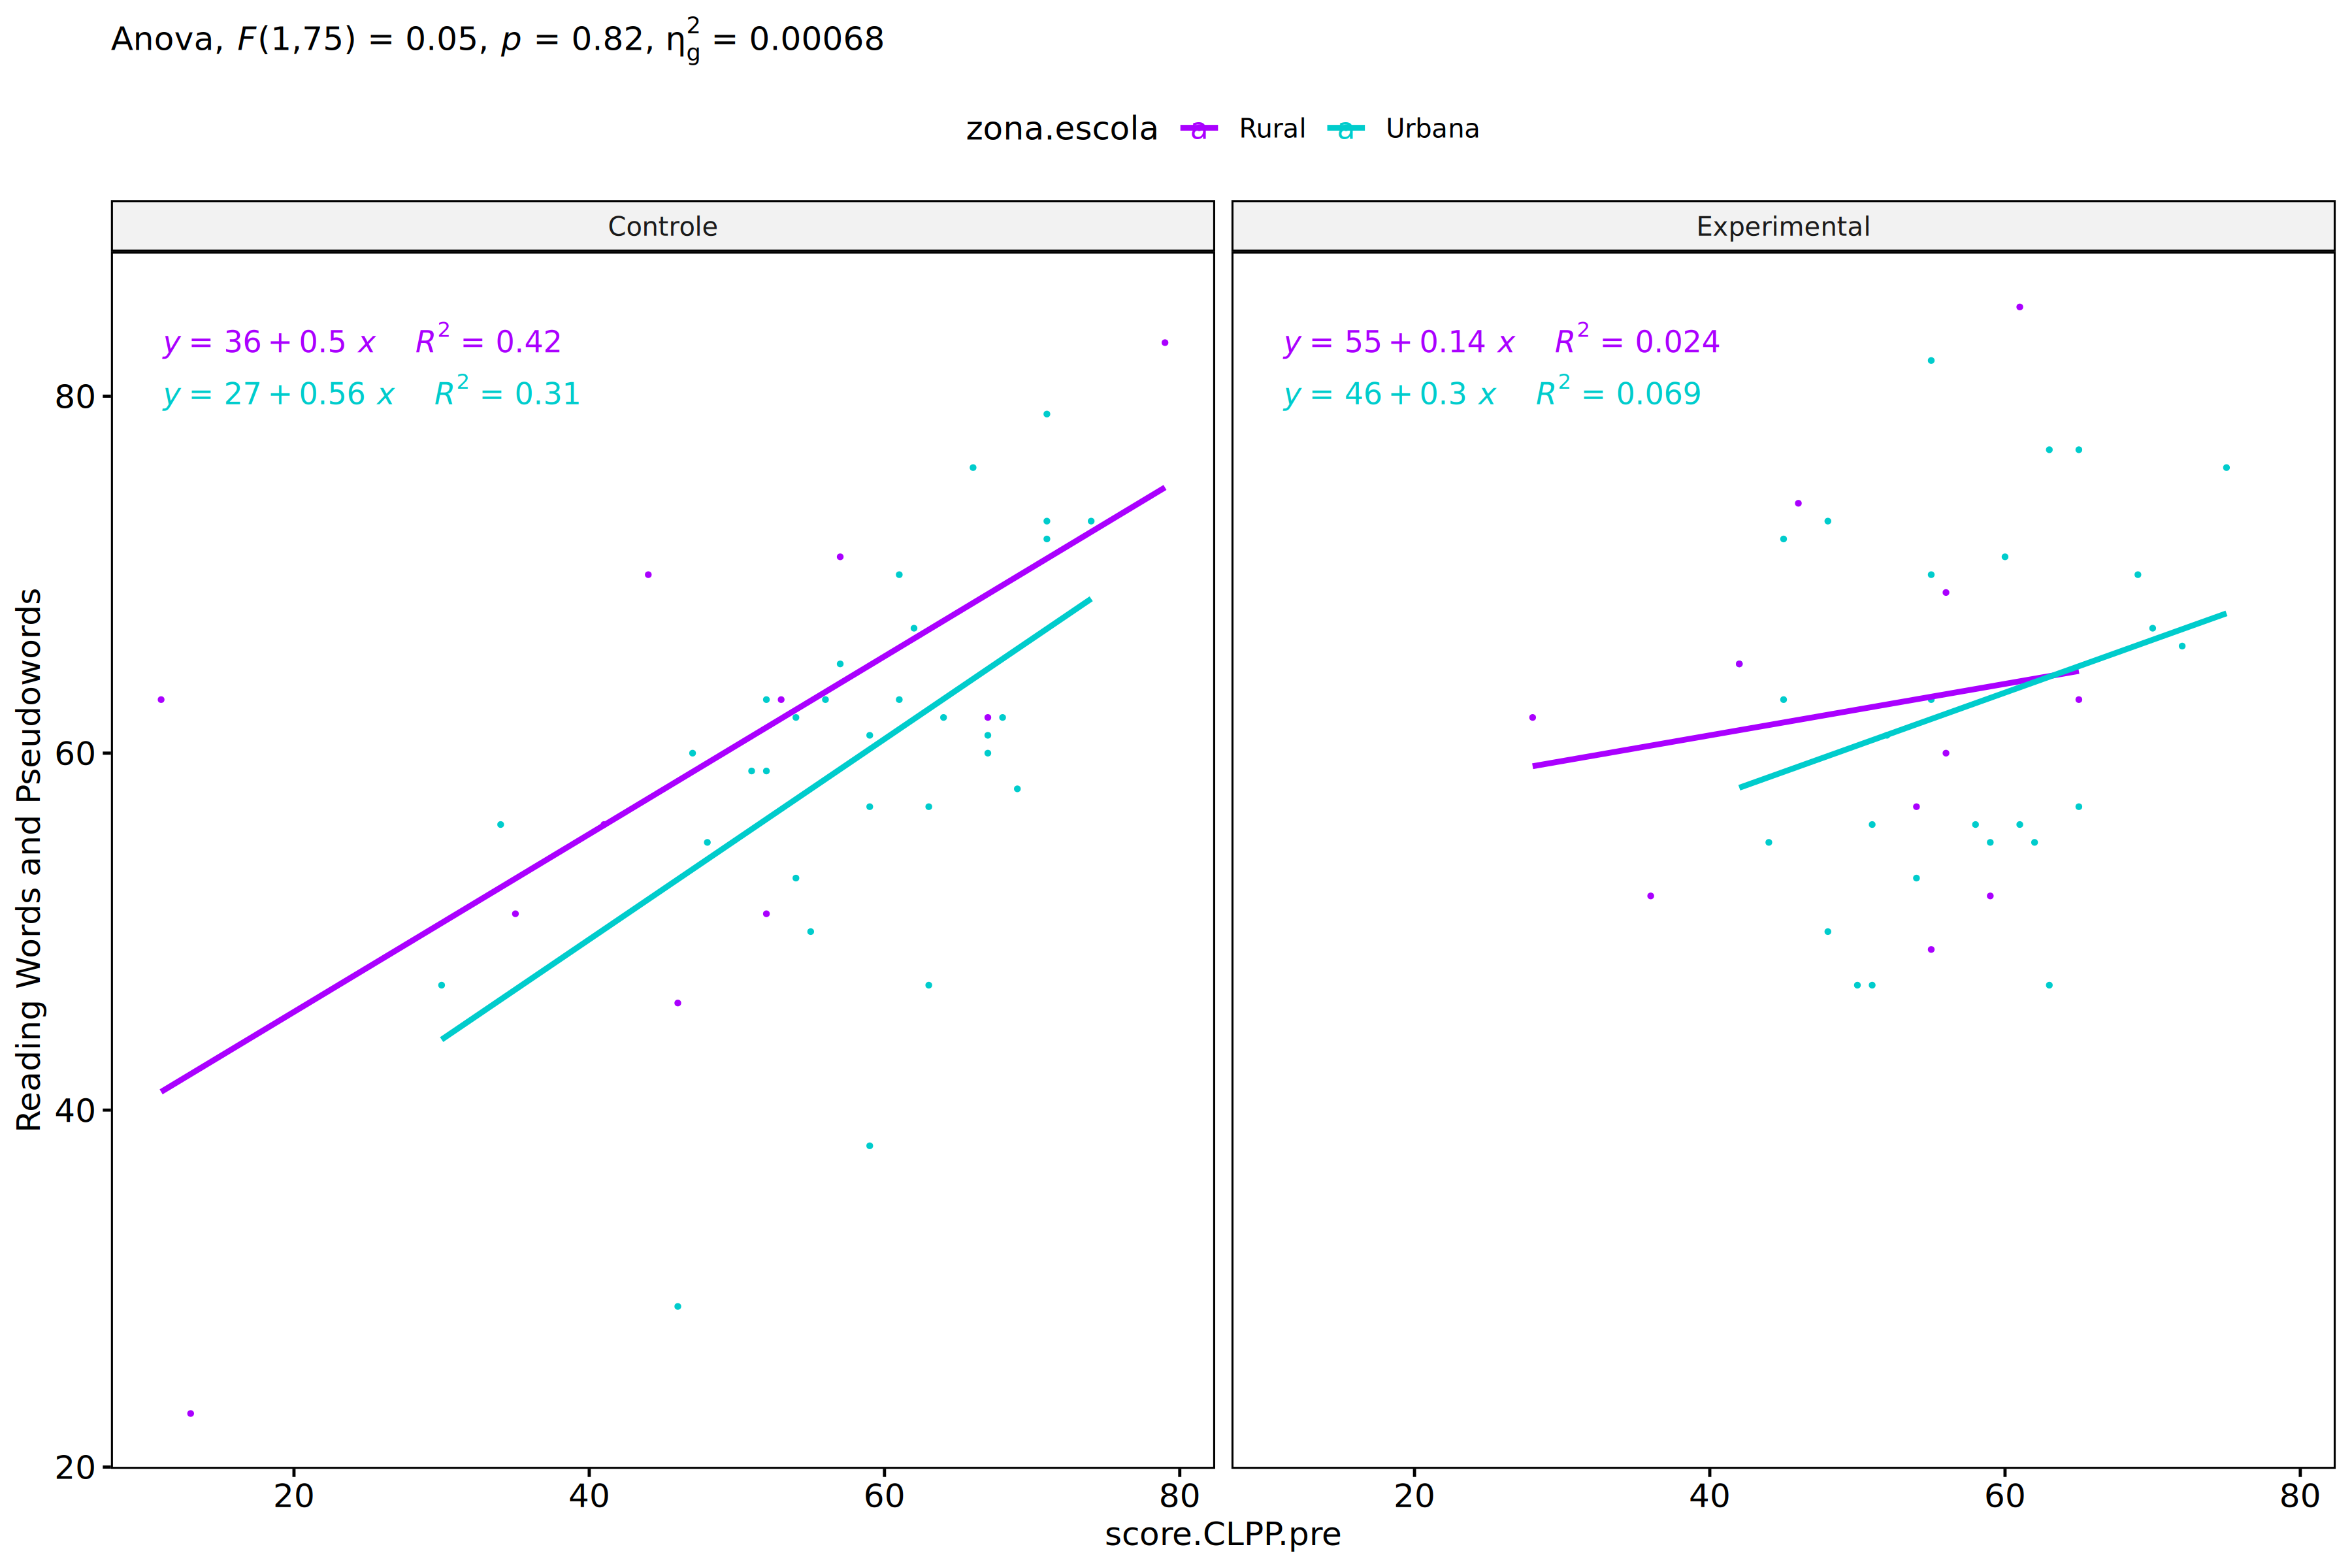 Anova, F(1,75) = 0.05, p = 0.82, η²g = 0.00068
zona.escola a Rural a Urbana
Controle
Experimental
y = 36 + 0.5 x R² = 0.42
y = 27 + 0.56 x R² = 0.31
y = 55 + 0.14 x R² = 0.024
y = 46 + 0.3 x R² = 0.069
Reading Words and Pseudowords
80
60
40
20
20 40 60 80
20 40 60 80
score.CLPP.pre